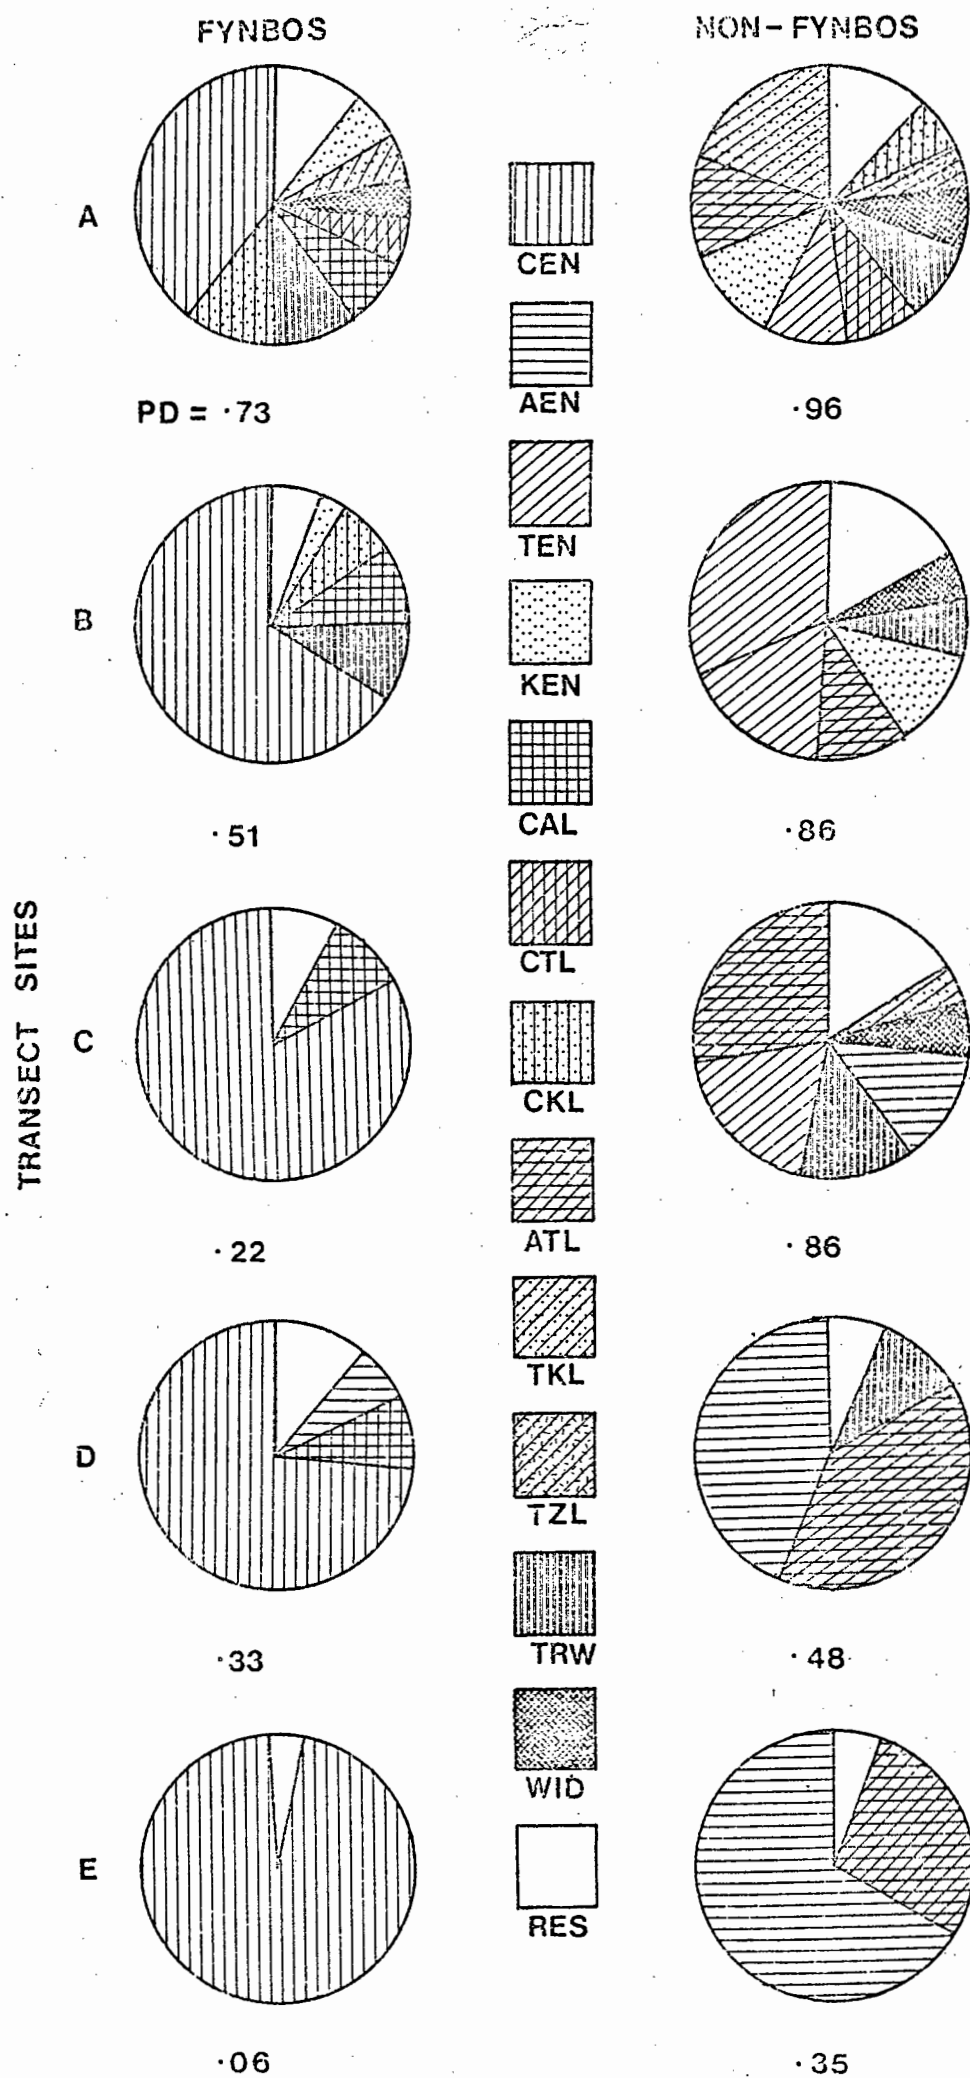 FYNBOS
NON-FYNBOS
A
CEN
AEN
PD = ·73
·96
TEN
B
KEN
CAL
·51
·86
TRANSECT SITES
CTL
C
CKL
ATL
·22
·86
TKL
D
TZL
TRW
·33
·48
WID
E
RES
·06
·35